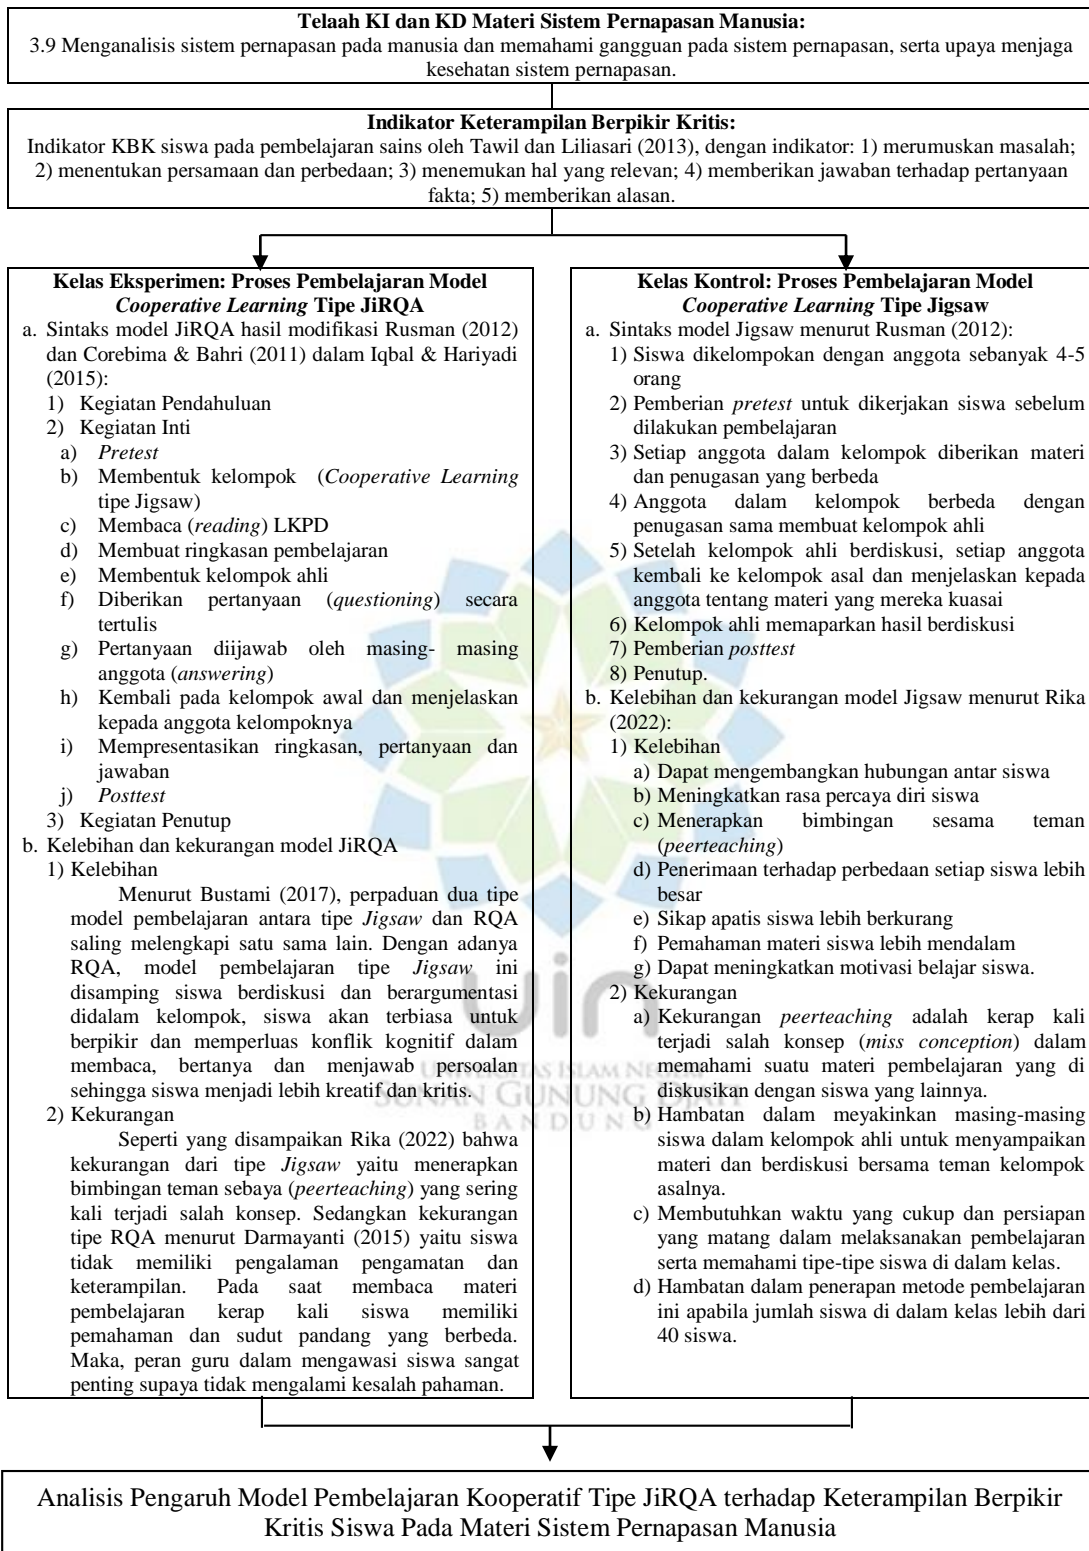 Telaah KI dan KD Materi Sistem Pernapasan Manusia:
3.9 Menganalisis sistem pernapasan pada manusia dan memahami gangguan pada sistem pernapasan, serta upaya menjaga
kesehatan sistem pernapasan.
Indikator Keterampilan Berpikir Kritis:
Indikator KBK siswa pada pembelajaran sains oleh Tawil dan Liliasari (2013), dengan indikator: 1) merumuskan masalah;
2) menentukan persamaan dan perbedaan; 3) menemukan hal yang relevan; 4) memberikan jawaban terhadap pertanyaan
fakta; 5) memberikan alasan.
Kelas Eksperimen: Proses Pembelajaran Model
Cooperative Learning Tipe JiRQA
a. Sintaks model JiRQA hasil modifikasi Rusman (2012)
dan Corebima & Bahri (2011) dalam Iqbal & Hariyadi
(2015):
1) Kegiatan Pendahuluan
2) Kegiatan Inti
a) Pretest
b) Membentuk kelompok (Cooperative Learning
tipe Jigsaw)
c) Membaca (reading) LKPD
d) Membuat ringkasan pembelajaran
e) Membentuk kelompok ahli
f) Diberikan pertanyaan (questioning) secara
tertulis
g) Pertanyaan diijawab oleh masing- masing
anggota (answering)
h) Kembali pada kelompok awal dan menjelaskan
kepada anggota kelompoknya
i) Mempresentasikan ringkasan, pertanyaan dan
jawaban
j) Posttest
3) Kegiatan Penutup
b. Kelebihan dan kekurangan model JiRQA
1) Kelebihan
Menurut Bustami (2017), perpaduan dua tipe
model pembelajaran antara tipe Jigsaw dan RQA
saling melengkapi satu sama lain. Dengan adanya
RQA, model pembelajaran tipe Jigsaw ini
disamping siswa berdiskusi dan berargumentasi
didalam kelompok, siswa akan terbiasa untuk
berpikir dan memperluas konflik kognitif dalam
membaca, bertanya dan menjawab persoalan
sehingga siswa menjadi lebih kreatif dan kritis.
2) Kekurangan
Seperti yang disampaikan Rika (2022) bahwa
kekurangan dari tipe Jigsaw yaitu menerapkan
bimbingan teman sebaya (peerteaching) yang sering
kali terjadi salah konsep. Sedangkan kekurangan
tipe RQA menurut Darmayanti (2015) yaitu siswa
tidak memiliki pengalaman pengamatan dan
keterampilan. Pada saat membaca materi
pembelajaran kerap kali siswa memiliki
pemahaman dan sudut pandang yang berbeda.
Maka, peran guru dalam mengawasi siswa sangat
penting supaya tidak mengalami kesalah pahaman.
Kelas Kontrol: Proses Pembelajaran Model
Cooperative Learning Tipe Jigsaw
a. Sintaks model Jigsaw menurut Rusman (2012):
1) Siswa dikelompokan dengan anggota sebanyak 4-5
orang
2) Pemberian pretest untuk dikerjakan siswa sebelum
dilakukan pembelajaran
3) Setiap anggota dalam kelompok diberikan materi
dan penugasan yang berbeda
4) Anggota dalam kelompok berbeda dengan
penugasan sama membuat kelompok ahli
5) Setelah kelompok ahli berdiskusi, setiap anggota
kembali ke kelompok asal dan menjelaskan kepada
anggota tentang materi yang mereka kuasai
6) Kelompok ahli memaparkan hasil berdiskusi
7) Pemberian posttest
8) Penutup.
b. Kelebihan dan kekurangan model Jigsaw menurut Rika
(2022):
1) Kelebihan
a) Dapat mengembangkan hubungan antar siswa
b) Meningkatkan rasa percaya diri siswa
c) Menerapkan bimbingan sesama teman
(peerteaching)
d) Penerimaan terhadap perbedaan setiap siswa lebih
besar
e) Sikap apatis siswa lebih berkurang
f) Pemahaman materi siswa lebih mendalam
g) Dapat meningkatkan motivasi belajar siswa.
2) Kekurangan
a) Kekurangan peerteaching adalah kerap kali
terjadi salah konsep (miss conception) dalam
memahami suatu materi pembelajaran yang di
diskusikan dengan siswa yang lainnya.
b) Hambatan dalam meyakinkan masing-masing
siswa dalam kelompok ahli untuk menyampaikan
materi dan berdiskusi bersama teman kelompok
asalnya.
c) Membutuhkan waktu yang cukup dan persiapan
yang matang dalam melaksanakan pembelajaran
serta memahami tipe-tipe siswa di dalam kelas.
d) Hambatan dalam penerapan metode pembelajaran
ini apabila jumlah siswa di dalam kelas lebih dari
40 siswa.
uin
SUNAN GUNUNG DJATI
BANDUNG
Analisis Pengaruh Model Pembelajaran Kooperatif Tipe JiRQA terhadap Keterampilan Berpikir
Kritis Siswa Pada Materi Sistem Pernapasan Manusia